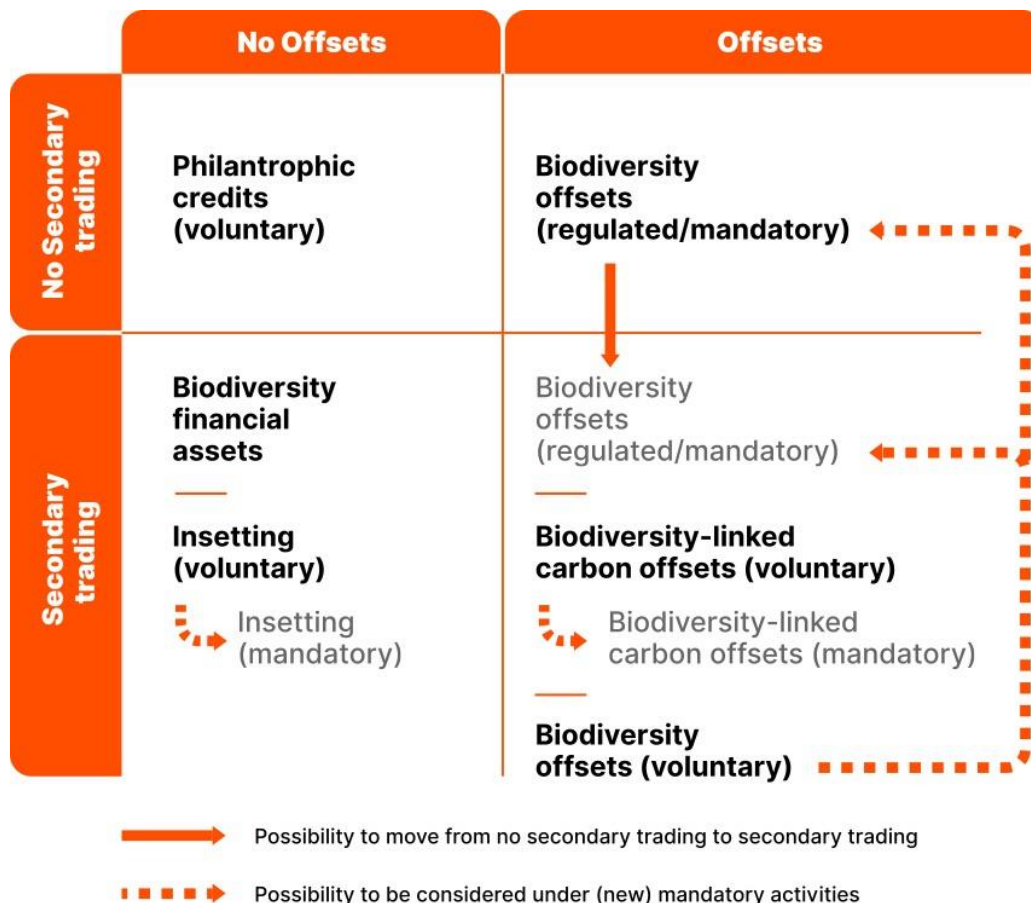 No Offsets
Offsets
No Secondary
trading
Philantrophic
credits
(voluntary)
Biodiversity
offsets
(regulated/mandatory)
Secondary
trading
Biodiversity
financial
assets
Insetting
(voluntary)
Insetting
(mandatory)
Biodiversity
offsets
(regulated/mandatory)
Biodiversity-linked
carbon offsets (voluntary)
Biodiversity-linked
carbon offsets (mandatory)
Biodiversity
offsets (voluntary)
Possibility to move from no secondary trading to secondary trading
Possibility to be considered under (new) mandatory activities